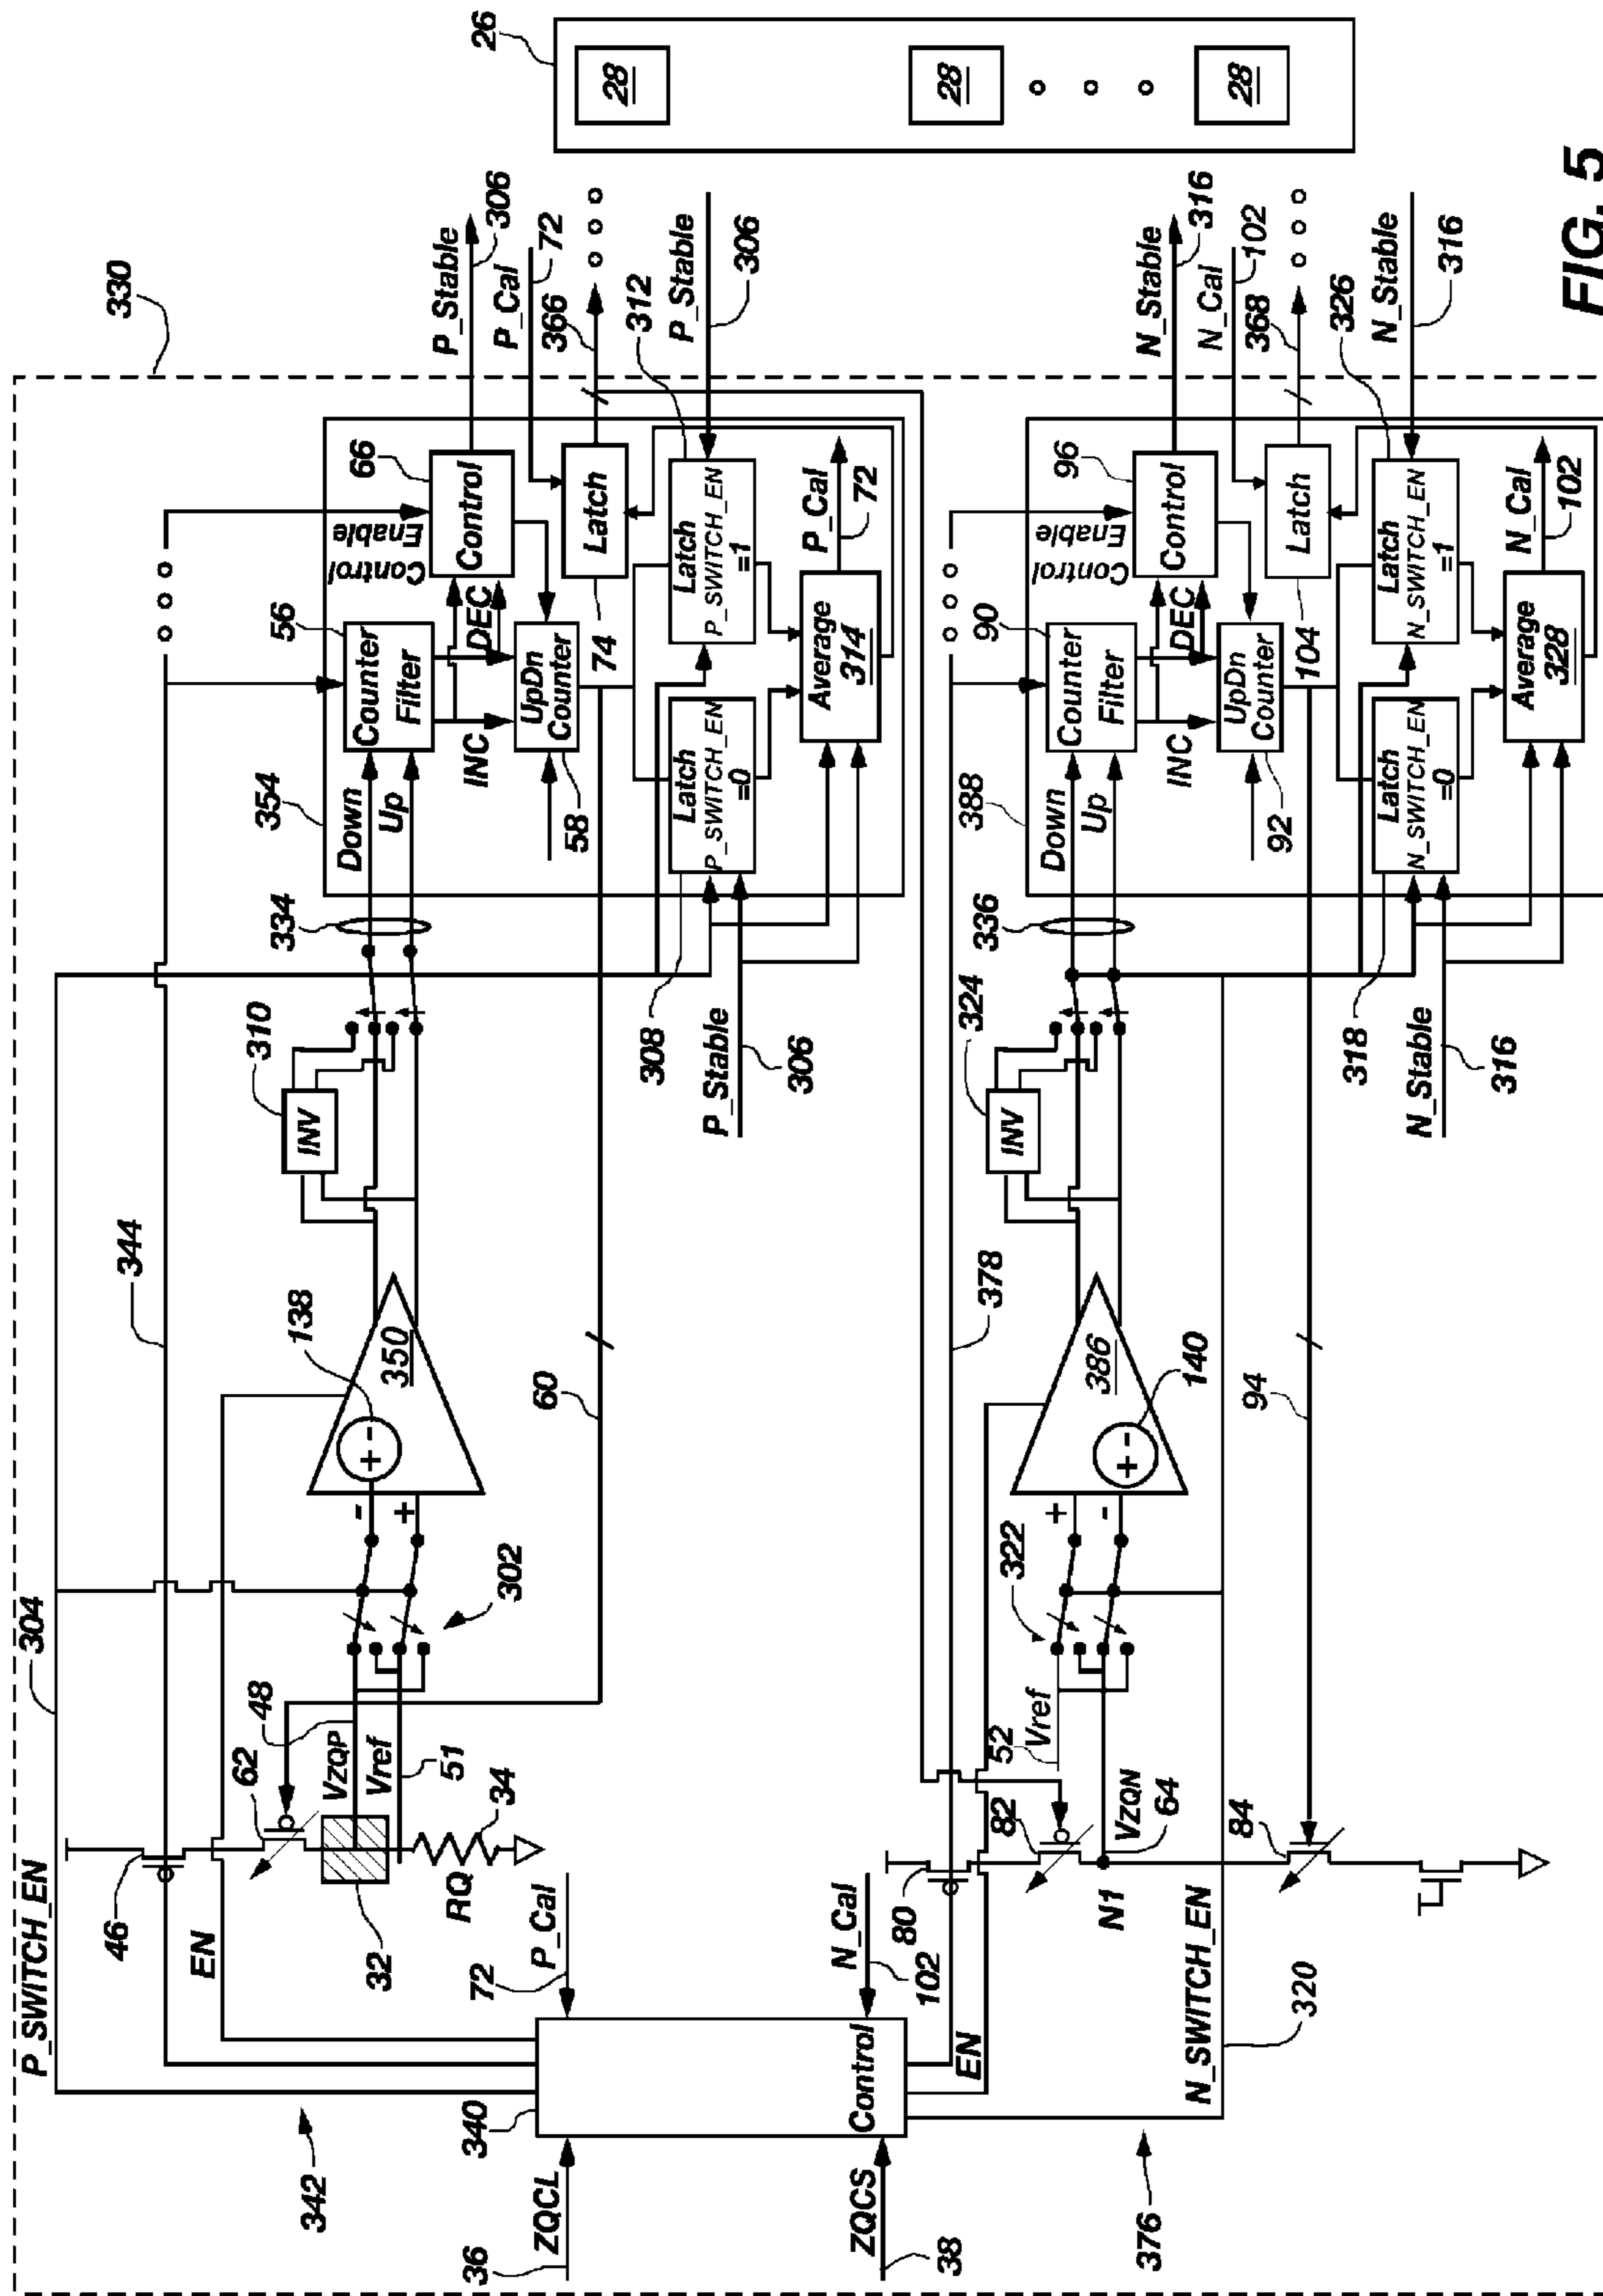 330
304
P_SWITCH_EN
344
46
EN
62
48
VZQP
Vref
51
32
34
RQ
302
-
+
138
+ -
350
INV
310
334
354
Down
Up
56
Counter
Filter
Control
Enable
66
Control
INC
DEC
UpDn
Counter
58
60
Latch
74
P_Stable
306
P_Cal
72
366
312
P_Stable
306
308
Latch
P_SWITCH_EN
=0
Latch
P_SWITCH_EN
=1
P_Stable
306
Average
314
P_Cal
72
26
28
28
28
342
36
ZQCL
340
72
P_Cal
Control
N_Cal
102
ZQCS
38
376
EN
378
80
82
52
Vref
N1
VZQN
64
84
94
N_SWITCH_EN
320
322
+
-
386
+ -
140
INV
324
336
388
Down
Up
90
Counter
Filter
Control
Enable
96
Control
INC
DEC
UpDn
Counter
92
Latch
104
N_Stable
316
N_Cal
102
368
326
N_Stable
316
318
Latch
N_SWITCH_EN
=0
Latch
N_SWITCH_EN
=1
N_Stable
316
Average
328
N_Cal
102
FIG. 5